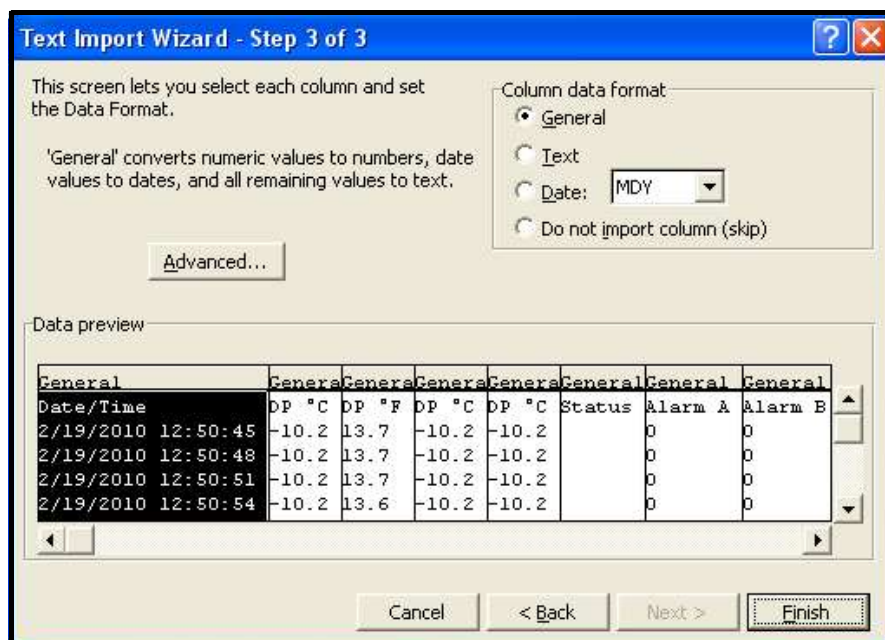 Text Import Wizard - Step 3 of 3
This screen lets you select each column and set
the Data Format.
'General' converts numeric values to numbers, date
values to dates, and all remaining values to text.
Advanced...
Column data format
General
Text
Date: MDY
Do not import column (skip)
Data preview
General GeneraGeneraGeneraGeneraGeneralGeneral General
Date/Time DP °C DP °F DP °C DP °C Status Alarm A Alarm B
2/19/2010 12:50:45 -10.2 13.7 -10.2 -10.2 0 0
2/19/2010 12:50:48 -10.2 13.7 -10.2 -10.2 0 0
2/19/2010 12:50:51 -10.2 13.7 -10.2 -10.2 0 0
2/19/2010 12:50:54 -10.2 13.6 -10.2 -10.2 0 0
Cancel < Back Next > Finish